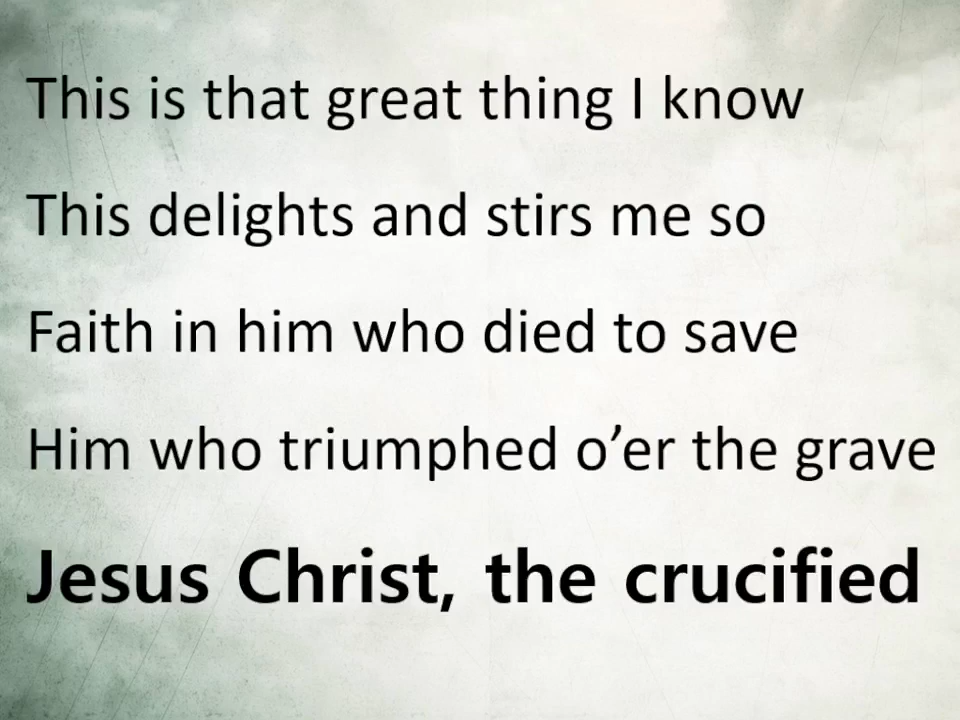 This is that great thing I know
This delights and stirs me so
Faith in him who died to save
Him who triumphed o’er the grave
Jesus Christ, the crucified